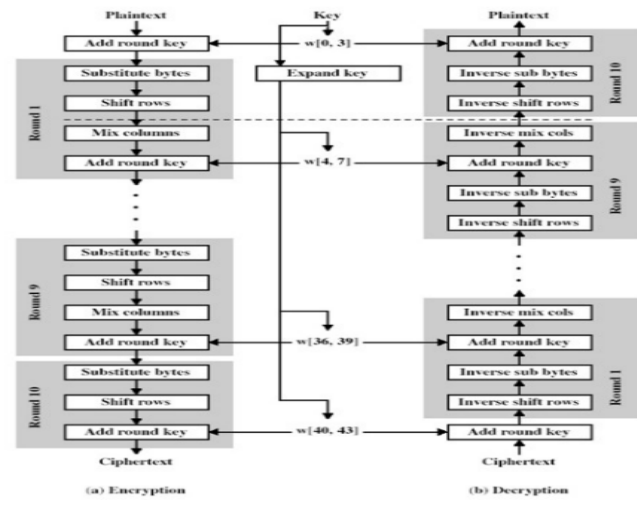 Plaintext
Key
Plaintext
Add round key
w[0, 3]
Add round key
Substitute bytes
Expand key
Inverse sub bytes
Round 10
Shift rows
Inverse shift rows
Round 1
Mix columns
Inverse mix cols
Add round key
w[4, 7]
Add round key
Round 9
Inverse sub bytes
Inverse shift rows
Substitute bytes
Shift rows
Round 9
Mix columns
Inverse mix cols
Add round key
w[36, 39]
Add round key
Substitute bytes
Inverse sub bytes
Round 1
Round 10
Shift rows
Inverse shift rows
Add round key
w[40, 43]
Add round key
Ciphertext
Ciphertext
(a) Encryption
(b) Decryption